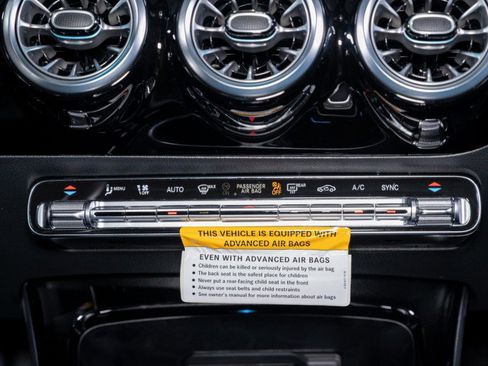 MENU
OFF
AUTO
MAX
PASSENGER
AIR BAG
OFF
REAR
A/C
SYNC
THIS VEHICLE IS EQUIPPED WITH
ADVANCED AIR BAGS
EVEN WITH ADVANCED AIR BAGS
• Children can be killed or seriously injured by the air bag
• The back seat is the safest place for children
• Never put a rear-facing child seat in the front
• Always use seat belts and child restraints
• See owner's manual for more information about air bags